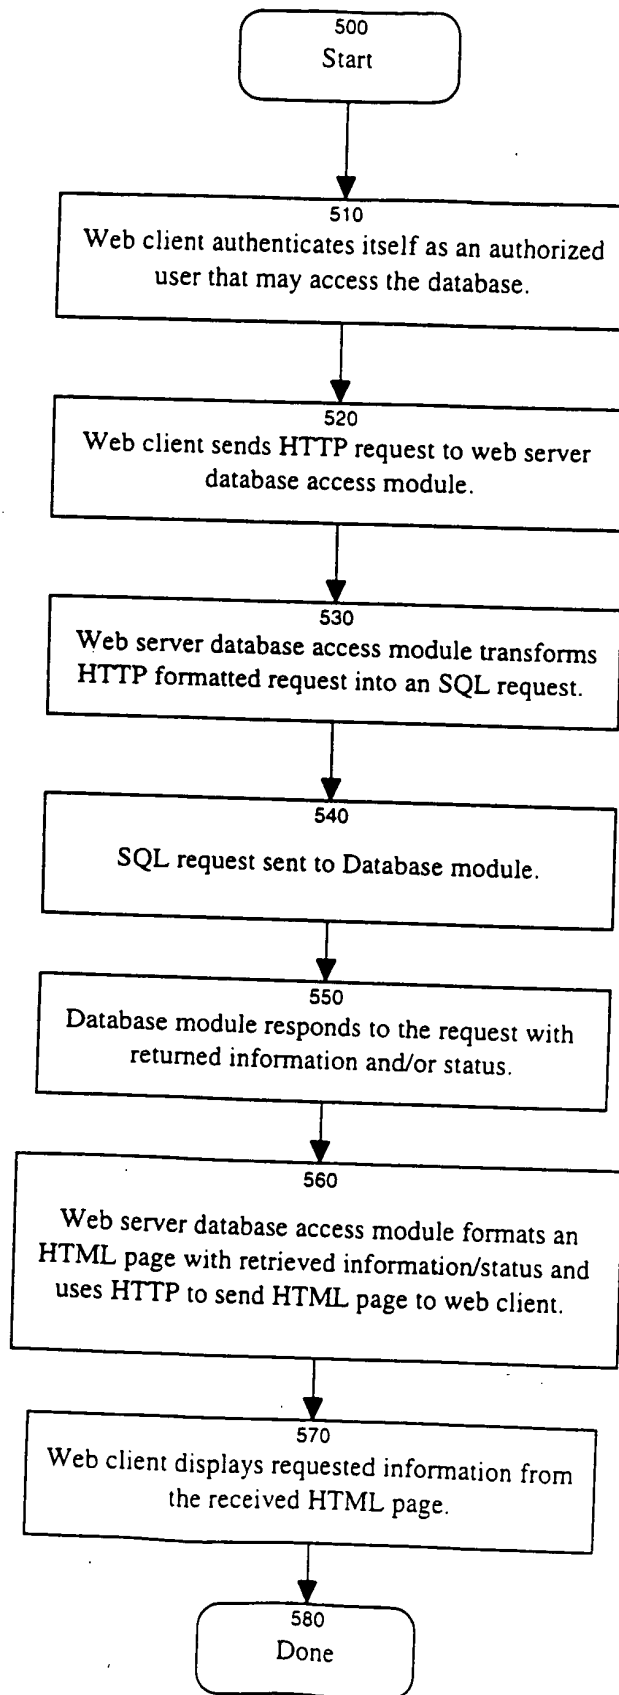 500
Start
510
Web client authenticates itself as an authorized
user that may access the database.
520
Web client sends HTTP request to web server
database access module.
530
Web server database access module transforms
HTTP formatted request into an SQL request.
540
SQL request sent to Database module.
550
Database module responds to the request with
returned information and/or status.
560
Web server database access module formats an
HTML page with retrieved information/status and
uses HTTP to send HTML page to web client.
570
Web client displays requested information from
the received HTML page.
580
Done